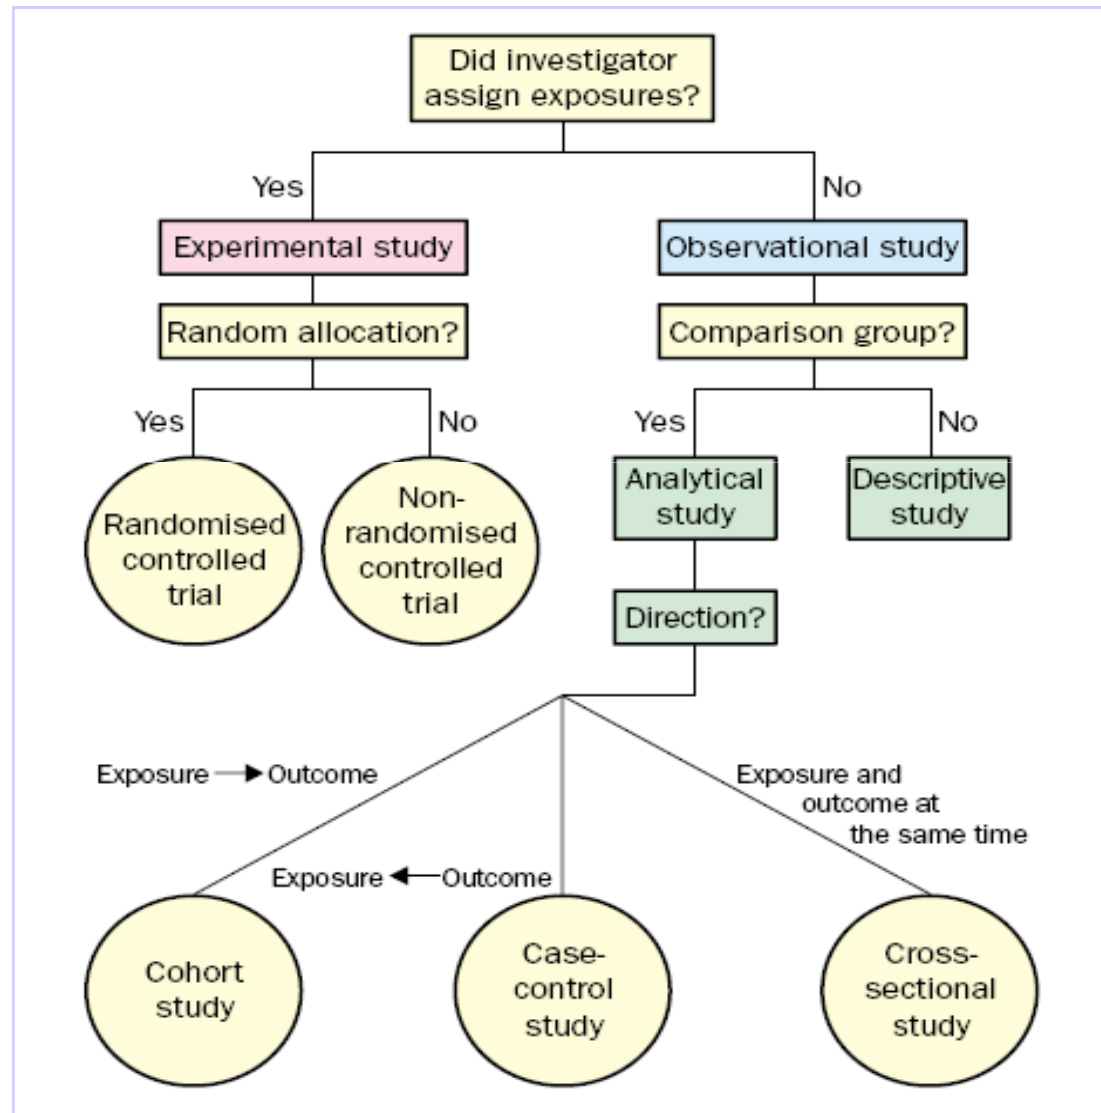 Did investigator
assign exposures?
Yes
No
Experimental study
Observational study
Random allocation?
Comparison group?
Yes
No
Yes
No
Randomised
controlled
trial
Non-
randomised
controlled
trial
Analytical
study
Descriptive
study
Direction?
Exposure → Outcome
Exposure and
outcome at
the same time
Exposure ← Outcome
Cohort
study
Case-
control
study
Cross-
sectional
study